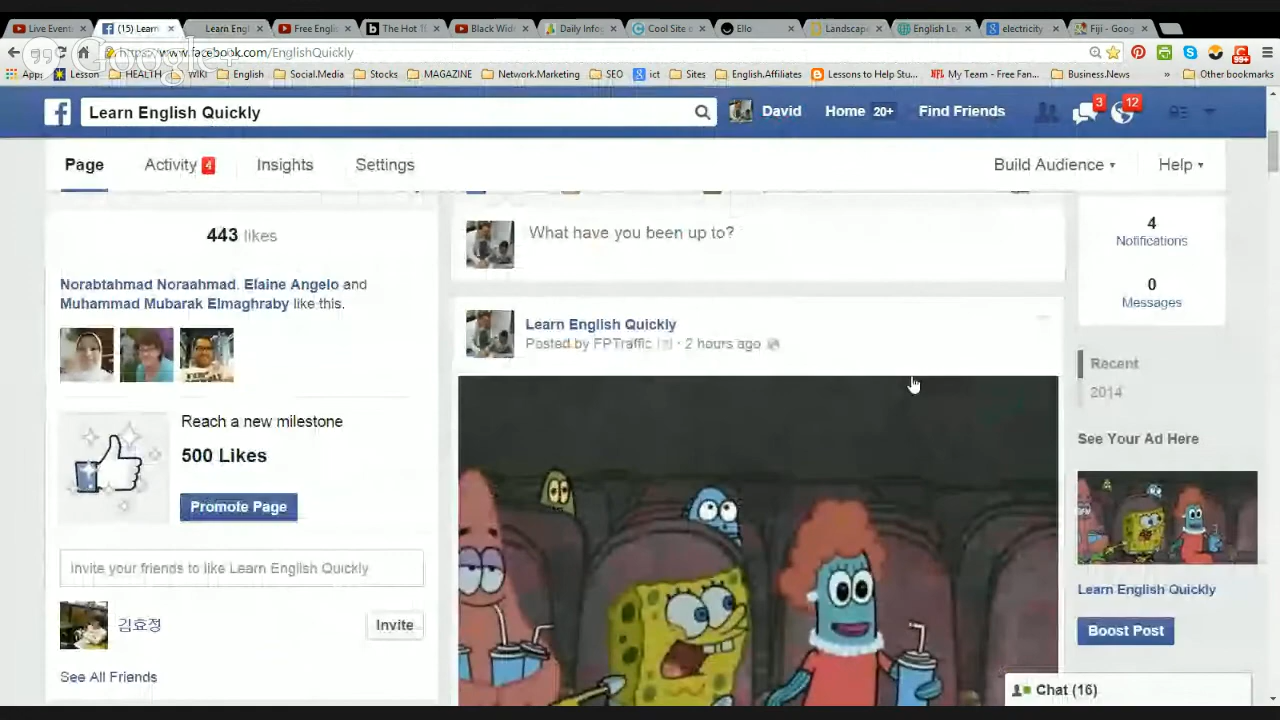 Live Event
(15) Learn
Learn Engl
Free Englis
The Hot 1
Black Wid
Daily Infog
Cool Site o
Ello
Landscap
English Le
electricity
Fiji - Goog
https://www.facebook.com/EnglishQuickly
Google+
99+
Apps
Lesson
HEALTH
WIKI
English
Social.Media
Stocks
MAGAZINE
Network.Marketing
SEO
ict
Sites
English.Affiliates
Lessons to Help Stu...
My Team - Free Fan...
Business.News
»
Other bookmarks
Learn English Quickly
David
Home 20+
Find Friends
3
12
Page
Activity 4
Insights
Settings
Build Audience
Help
443 likes
Norabtahmad Noraahmad, Elaine Angelo and
Muhammad Mubarak Elmaghraby like this.
Reach a new milestone
500 Likes
Promote Page
Invite your friends to like Learn English Quickly
김효정
Invite
See All Friends
What have you been up to?
Learn English Quickly
Posted by FPTraffic [?] · 2 hours ago
4
Notifications
0
Messages
Recent
2014
See Your Ad Here
Learn English Quickly
Boost Post
Chat (16)